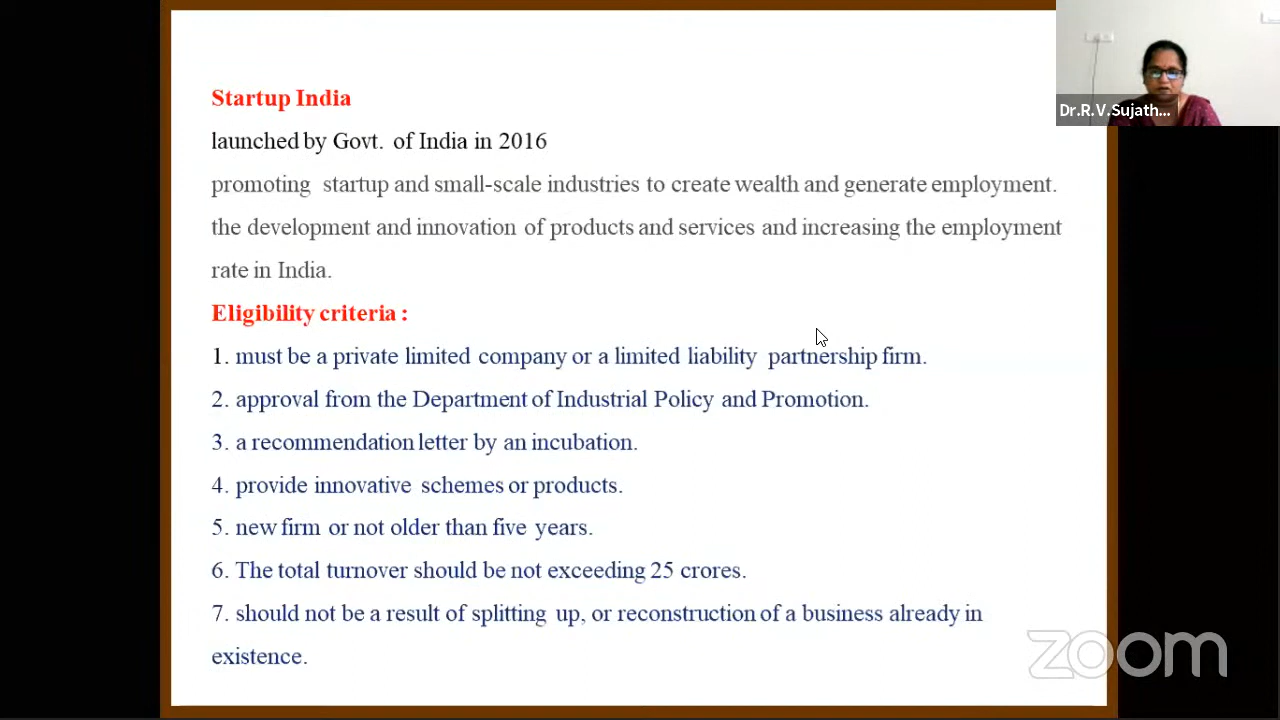 Startup India
launched by Govt. of India in 2016
promoting startup and small-scale industries to create wealth and generate employment.
the development and innovation of products and services and increasing the employment
rate in India.
Eligibility criteria :
1. must be a private limited company or a limited liability partnership firm.
2. approval from the Department of Industrial Policy and Promotion.
3. a recommendation letter by an incubation.
4. provide innovative schemes or products.
5. new firm or not older than five years.
6. The total turnover should be not exceeding 25 crores.
7. should not be a result of splitting up, or reconstruction of a business already in
existence.
Dr.R.V.Sujath...
zoom